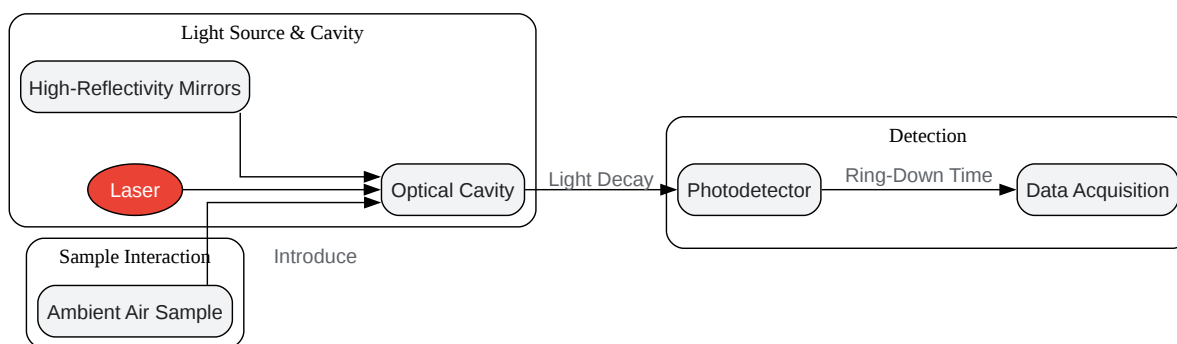 Light Source & Cavity
High-Reflectivity Mirrors
Laser
Optical Cavity
Light Decay
Detection
Photodetector
Ring-Down Time
Data Acquisition
Sample Interaction
Introduce
Ambient Air Sample